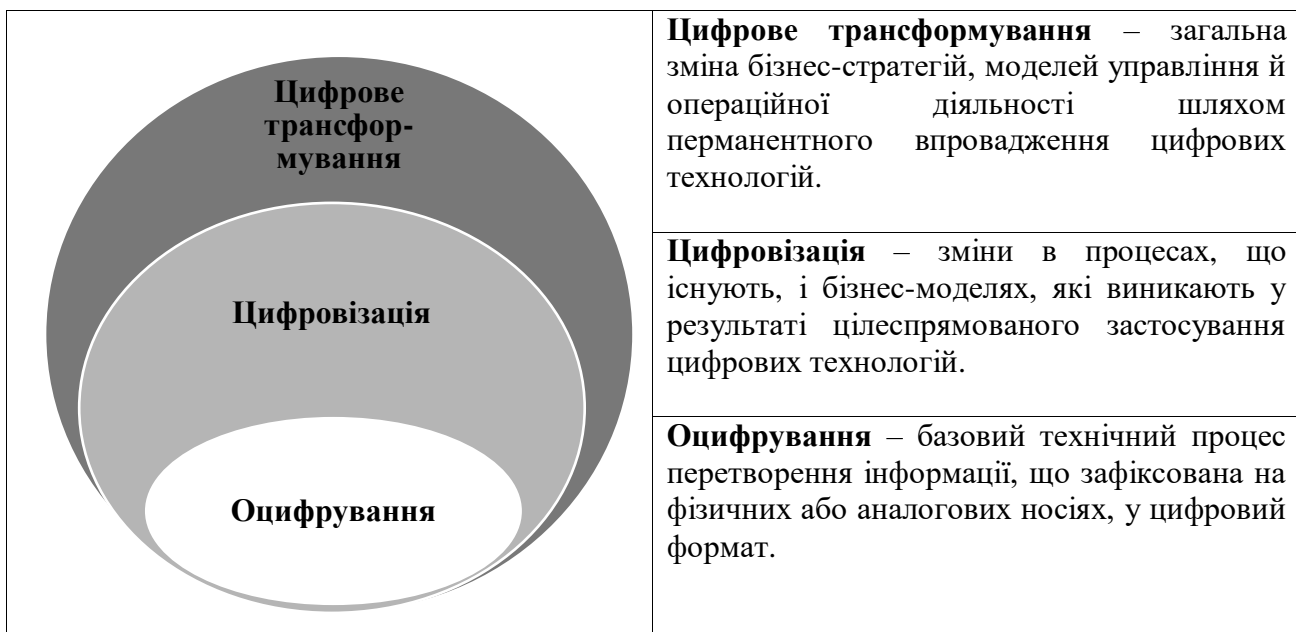 Цифрове
трансфор-
мування
Цифровізація
Оцифрування
Цифрове трансформування – загальна
зміна бізнес-стратегій, моделей управління й
операційної діяльності шляхом
перманентного впровадження цифрових
технологій.
Цифровізація – зміни в процесах, що
існують, і бізнес-моделях, які виникають у
результаті цілеспрямованого застосування
цифрових технологій.
Оцифрування – базовий технічний процес
перетворення інформації, що зафіксована на
фізичних або аналогових носіях, у цифровий
формат.